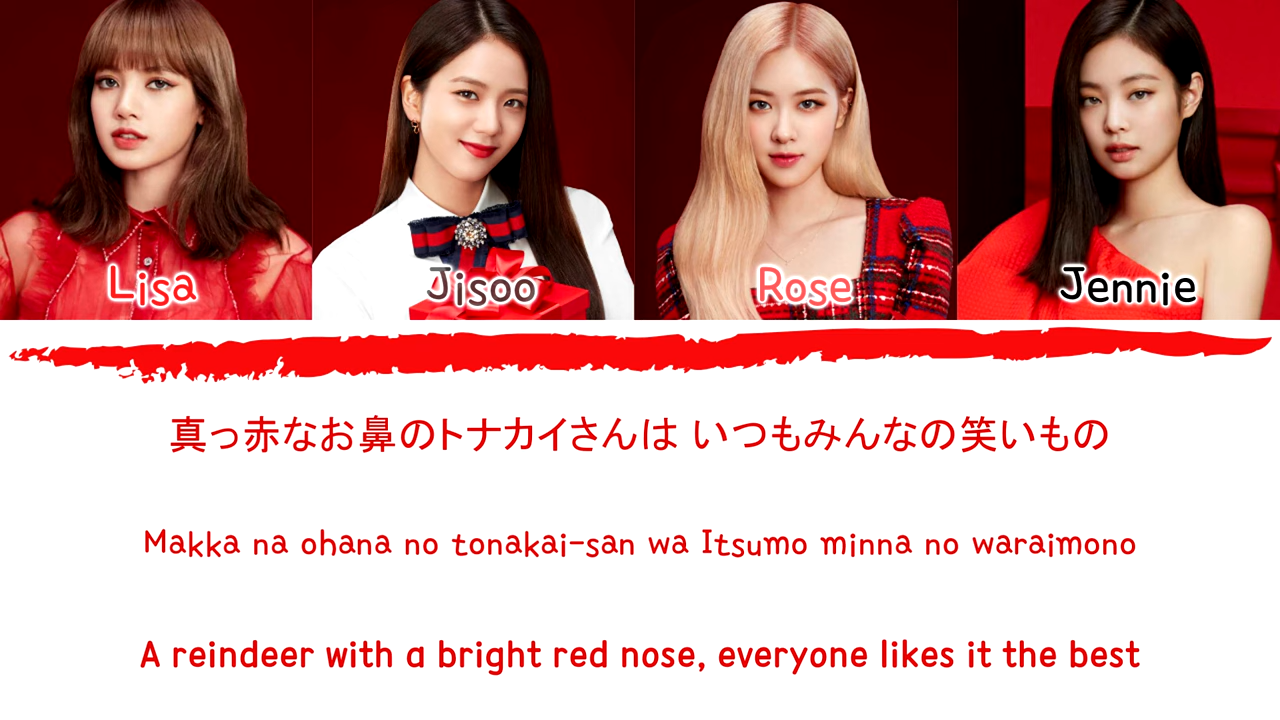 Lisa
Jisoo
Rose
Jennie
真っ赤なお鼻のトナカイさんは いつもみんなの笑いもの
Makka na ohana no tonakai-san wa Itsumo minna no waraimono
A reindeer with a bright red nose, everyone likes it the best